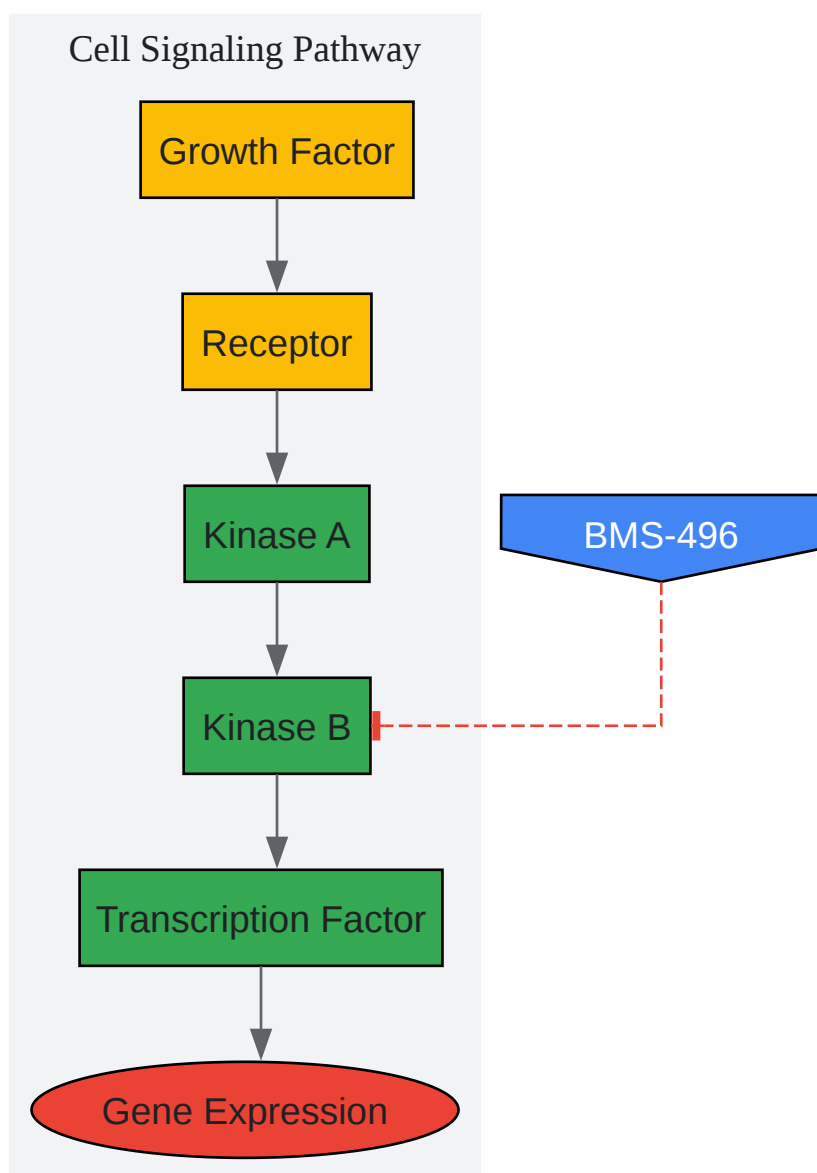 Cell Signaling Pathway
Growth Factor
Receptor
Kinase A
BMS-496
Kinase B
Transcription Factor
Gene Expression